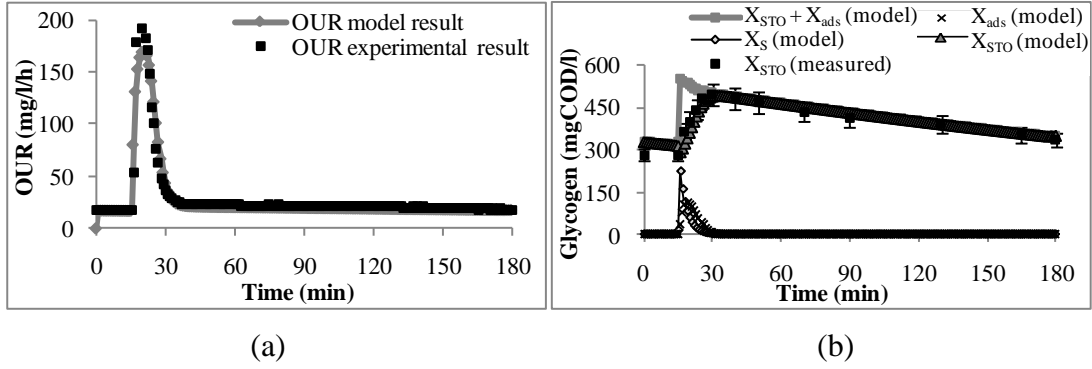 OUR (mg/l/h)
200
150
100
50
0
OUR model result
OUR experimental result
0 30 60 90 120 150 180
Time (min)
Glycogen (mgCOD/l)
X_STO + X_ads (model)
X_ads (model)
X_S (model)
X_STO (model)
X_STO (measured)
600
450
300
150
0
0 30 60 90 120 150 180
Time (min)
(a)
(b)